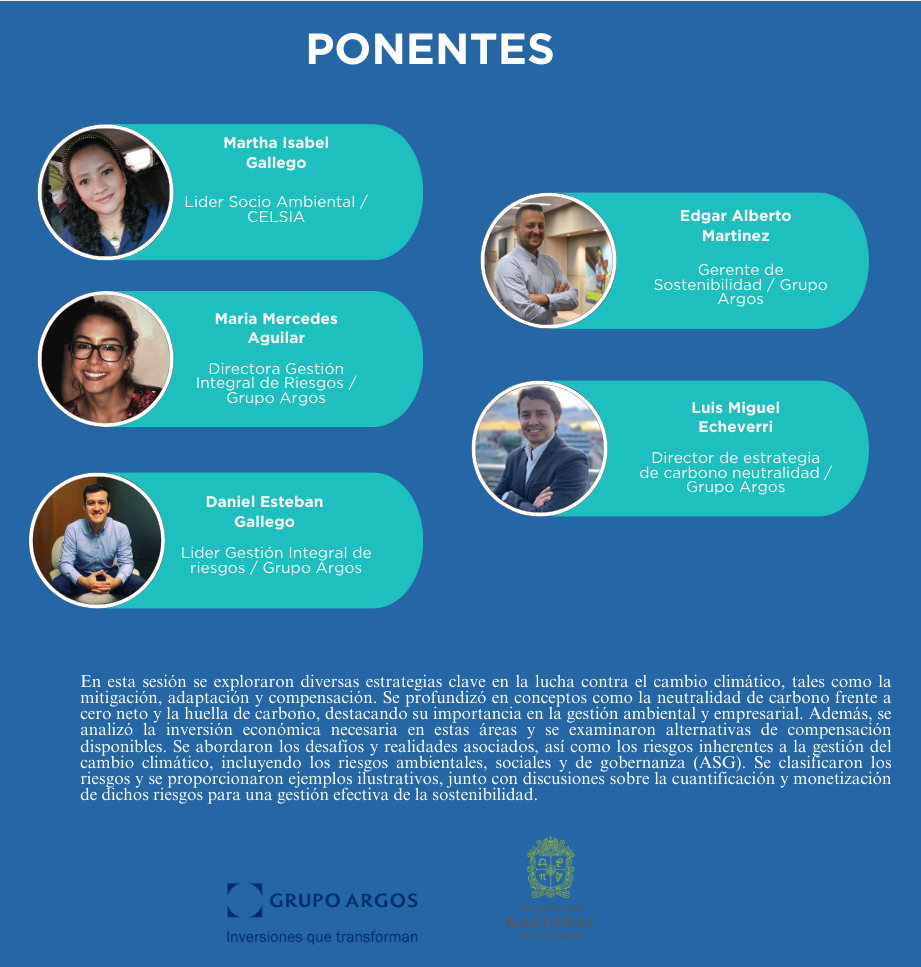 PONENTES
Martha Isabel
Gallego
Lider Socio Ambiental /
CELSIA
Edgar Alberto
Martinez
Gerente de
Sostenibilidad / Grupo
Argos
Maria Mercedes
Aguilar
Directora Gestión
Integral de Riesgos /
Grupo Argos
Luis Miguel
Echeverri
Director de estrategia
de carbono neutralidad /
Grupo Argos
Daniel Esteban
Gallego
Lider Gestión Integral de
riesgos / Grupo Argos
En esta sesión se exploraron diversas estrategias clave en la lucha contra el cambio climático, tales como la
mitigación, adaptación y compensación. Se profundizó en conceptos como la neutralidad de carbono frente a
cero neto y la huella de carbono, destacando su importancia en la gestión ambiental y empresarial. Además, se
analizó la inversión económica necesaria en estas áreas y se examinaron alternativas de compensación
disponibles. Se abordaron los desafíos y realidades asociados, así como los riesgos inherentes a la gestión del
cambio climático, incluyendo los riesgos ambientales, sociales y de gobernanza (ASG). Se clasificaron los
riesgos y se proporcionaron ejemplos ilustrativos, junto con discusiones sobre la cuantificación y monetización
de dichos riesgos para una gestión efectiva de la sostenibilidad.
GRUPO ARGOS
Inversiones que transforman
UNIVERSIDAD
NACIONAL
DE COLOMBIA